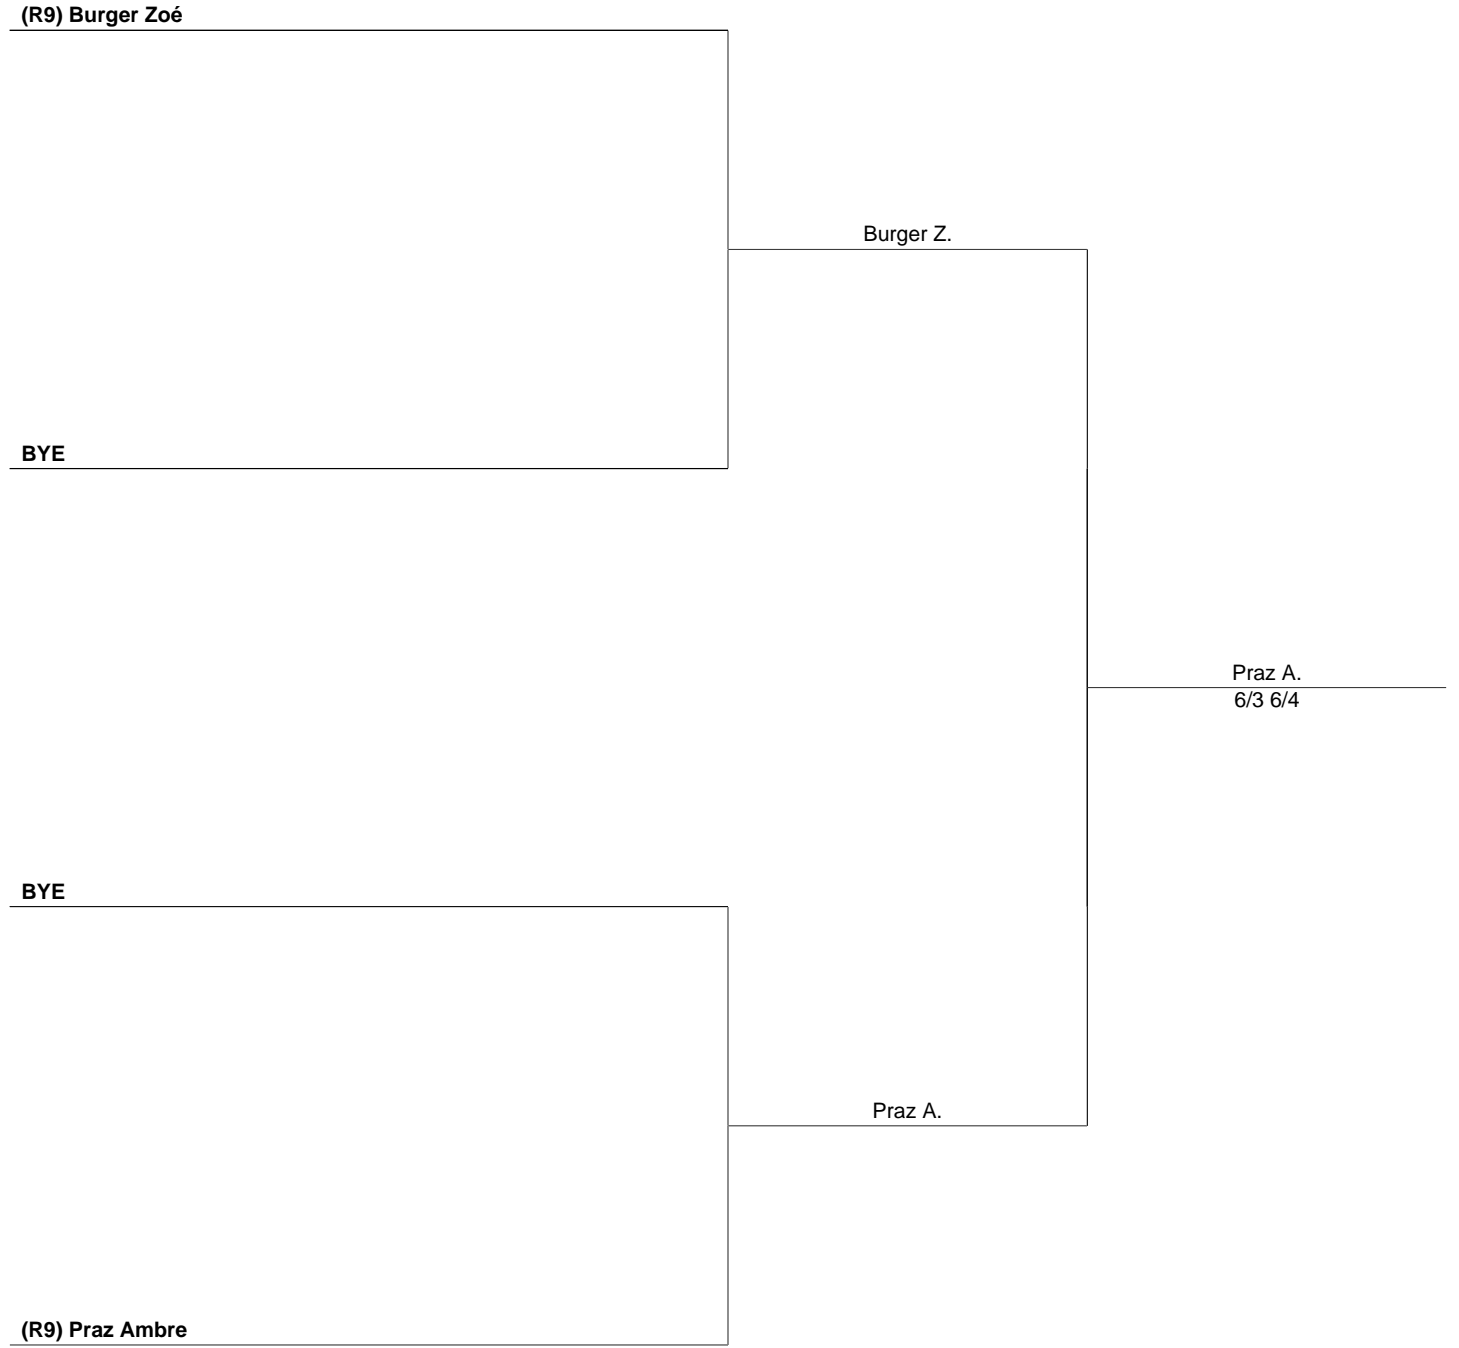 (R9) Burger Zoé
Burger Z.
BYE
Praz A.
6/3 6/4
BYE
Praz A.
(R9) Praz Ambre